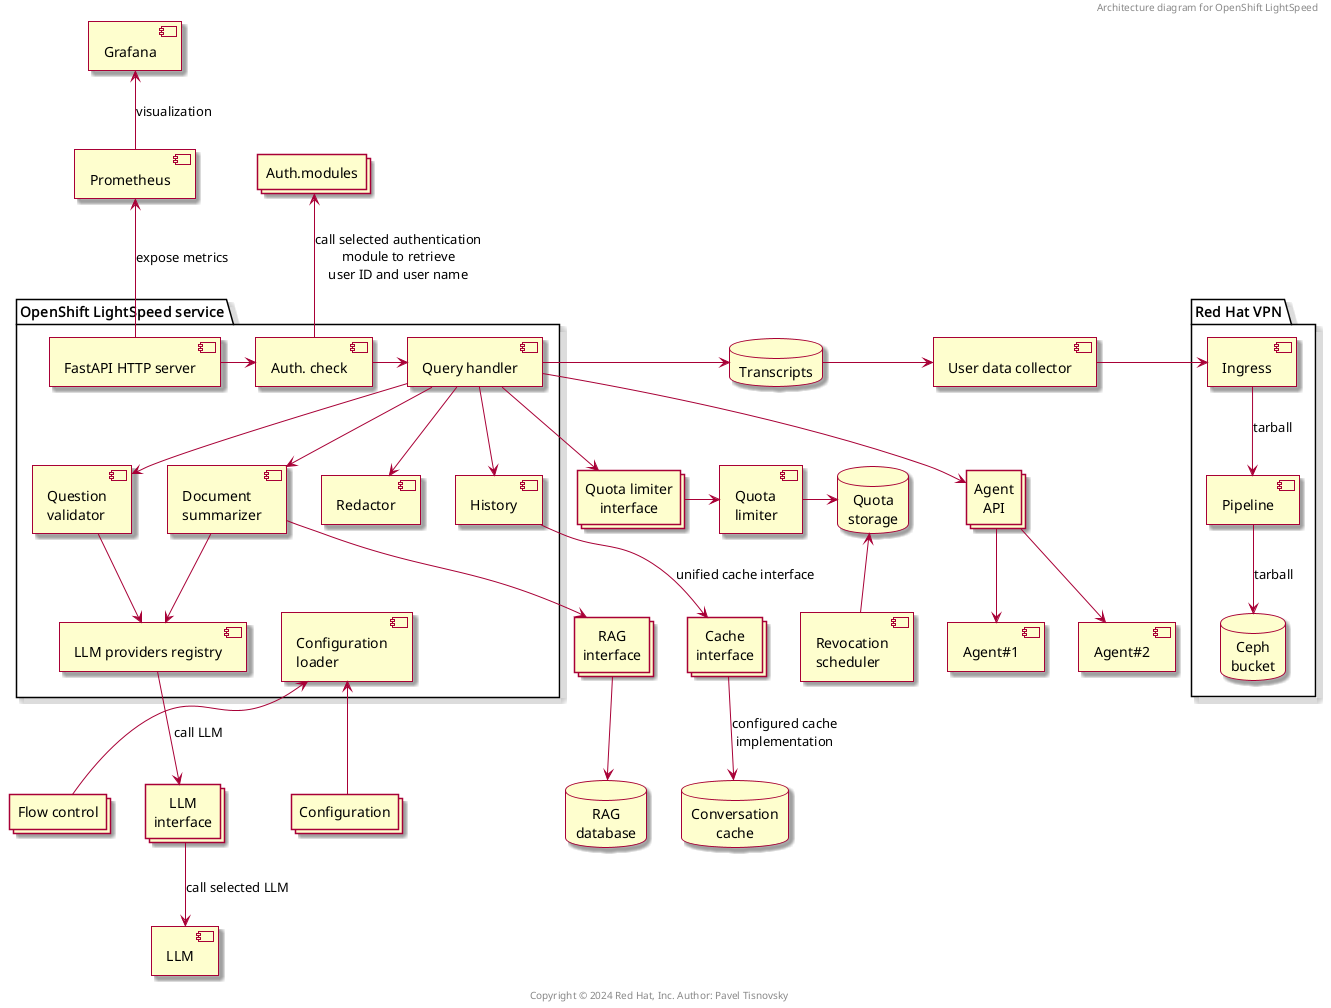 Architecture diagram for OpenShift LightSpeed
Grafana
visualization
Prometheus
Auth.modules
expose metrics
call selected authentication
module to retrieve
user ID and user name
OpenShift LightSpeed service
Red Hat VPN
FastAPI HTTP server
Auth. check
Query handler
Transcripts
User data collector
Ingress
tarball
Question
validator
Document
summarizer
Redactor
History
Quota limiter
interface
Quota
limiter
Quota
storage
Agent
API
Pipeline
unified cache interface
tarball
LLM providers registry
Configuration
loader
RAG
interface
Cache
interface
Revocation
scheduler
Agent#1
Agent#2
Ceph
bucket
call LLM
configured cache
implementation
Flow control
LLM
interface
Configuration
RAG
database
Conversation
cache
call selected LLM
LLM
Copyright © 2024 Red Hat, Inc. Author: Pavel Tisnovsky